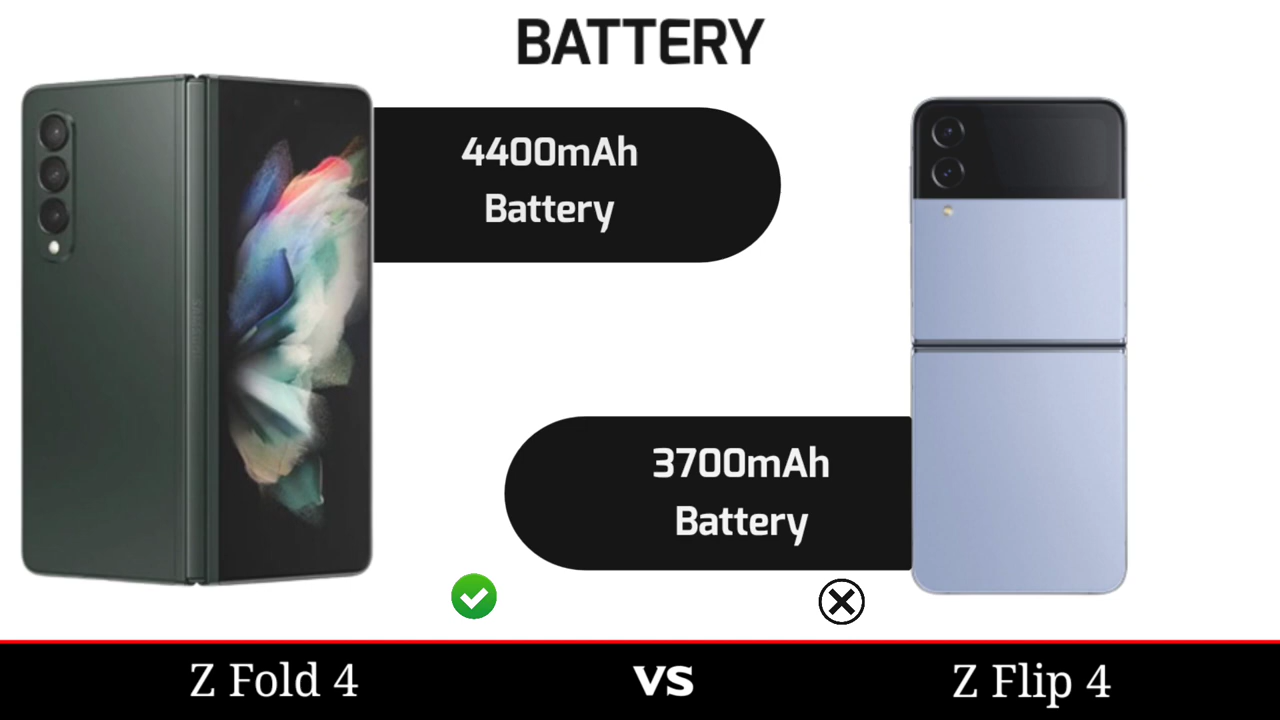 BATTERY
4400mAh
Battery
3700mAh
Battery
Z Fold 4
VS
Z Flip 4